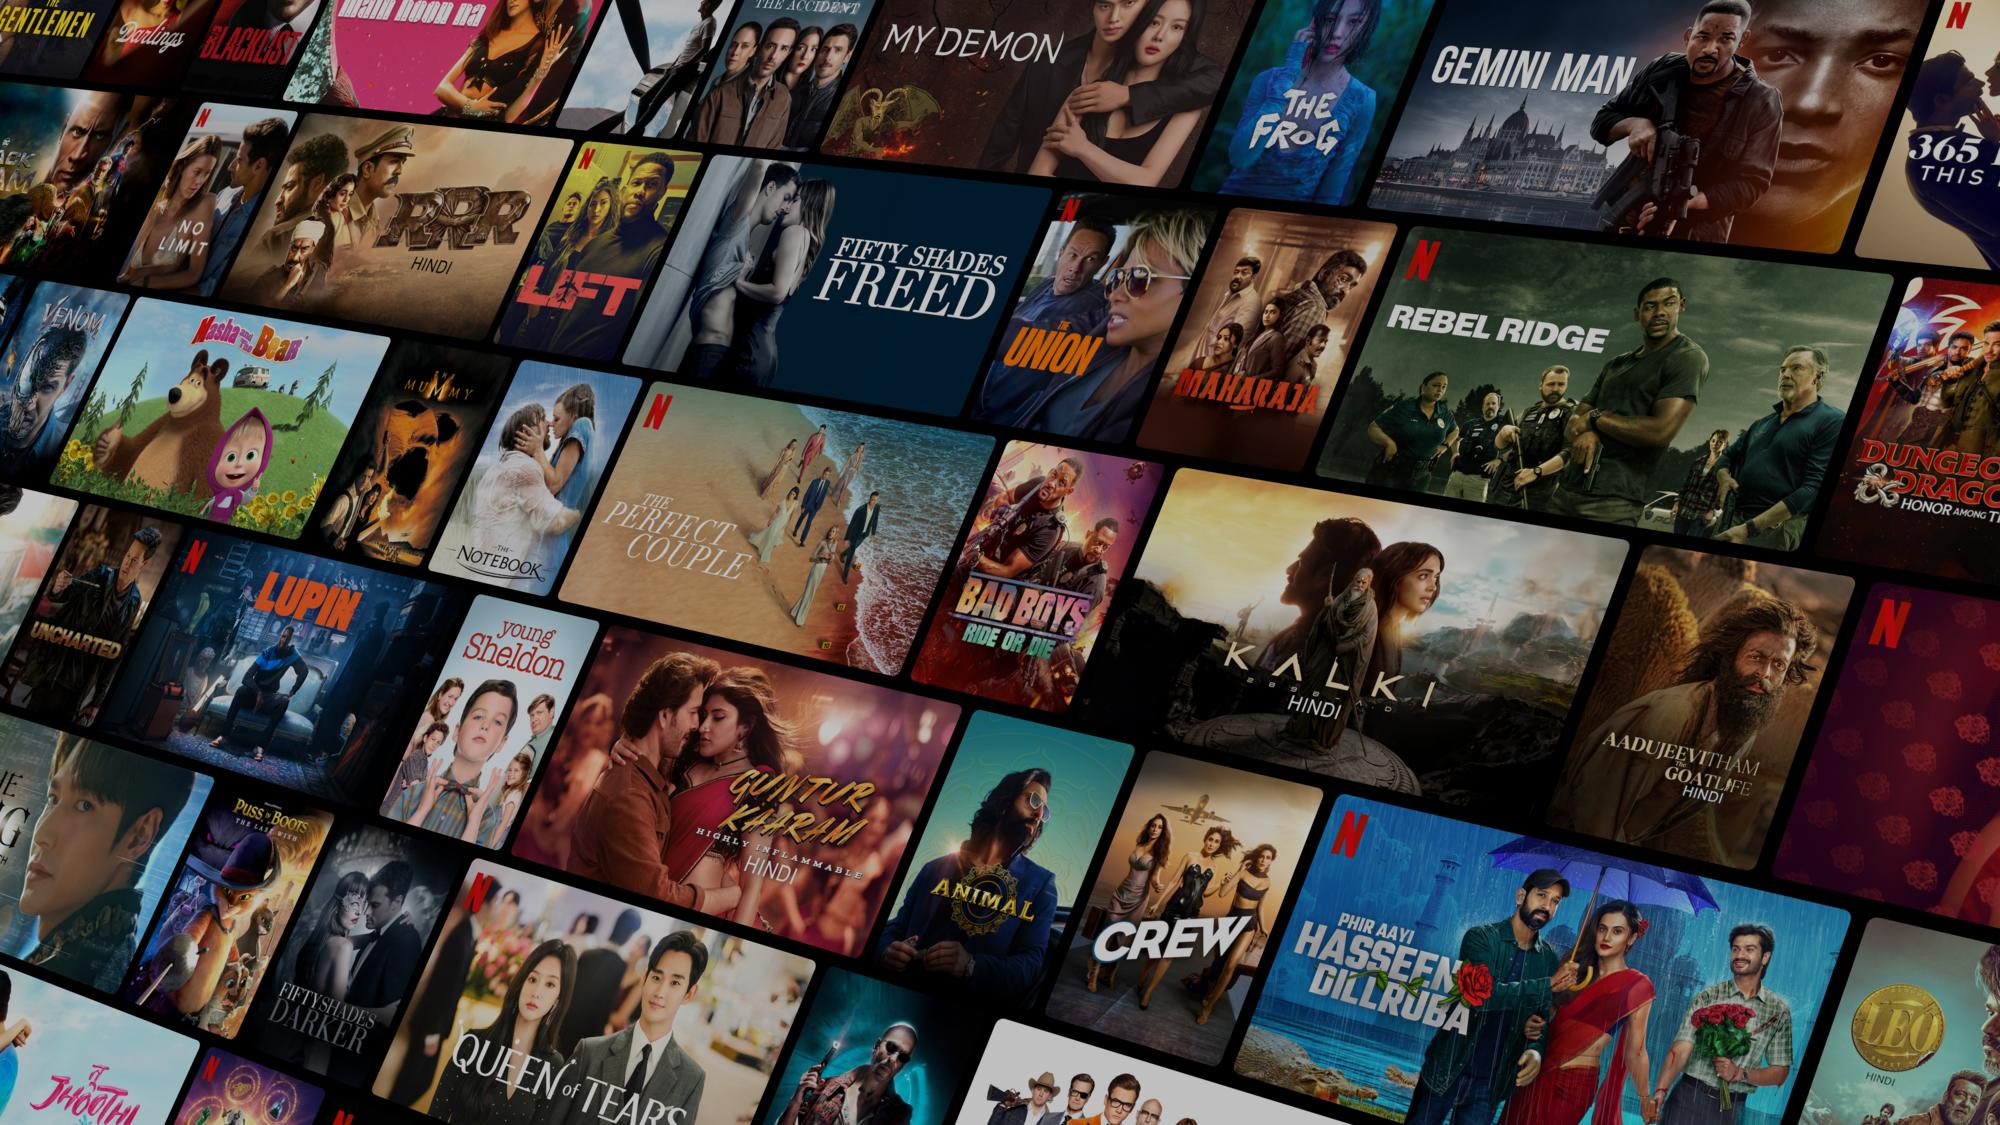 GENTLEMEN
Darlings
BLACKLIST
MAIN HOON NA
THE ACCIDENT
MY DEMON
THE
FROG
GEMINI MAN
N
365
THIS
N
NO
LIMIT
RRR
HINDI
N
LIFT
FIFTY SHADES
FREED
N
THE
UNION
MAHARAJA
N
REBEL RIDGE
DUNGEO
DRAGO
HONOR AMONG
VENOM
Masha and the Bear
THE
MUMMY
THE
NOTEBOOK
N
THE
PERFECT
COUPLE
BAD BOYS
RIDE OR DIE
KALKI
2898 AD
HINDI
AADUJEEVITHAM
The
GOAT LIFE
HINDI
N
UNCHARTED
N
LUPIN
young
Sheldon
GUNTUR
KAARAM
HIGHLY INFLAMMABLE
HINDI
ANIMAL
CREW
N
PHIR AAYI
HASSEEN
DILLRUBA
LEO
HINDI
PUSS IN BOOTS
THE LAST WISH
FIFTY SHADES
DARKER
N
QUEEN OF TEARS
तू
JHOOTHI
N
N